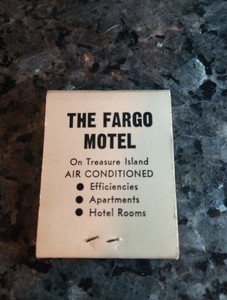 THE FARGO
MOTEL
On Treasure Island
AIR CONDITIONED
● Efficiencies
● Apartments
● Hotel Rooms